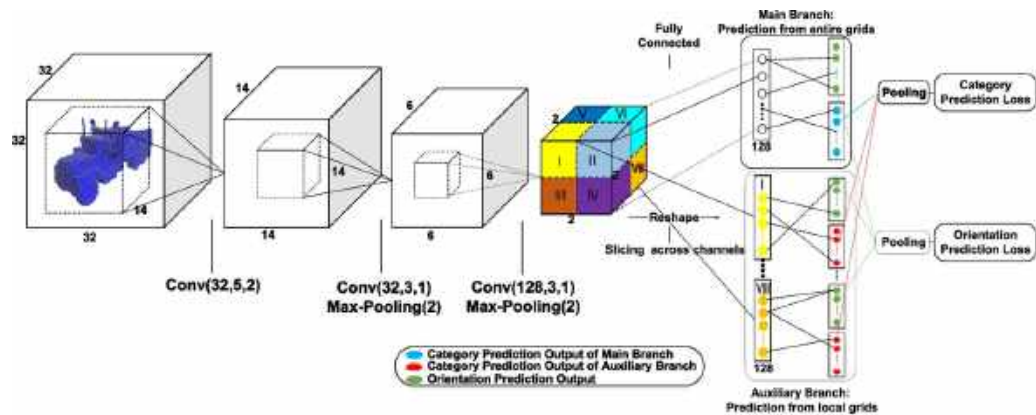 Main Branch:
Prediction from entire grids
Fully
Connected
32
32
32
14
14
14
14
6
6
6
2
2
2
I
II
III
IV
V
VI
VIII
128
Pooling
Category
Prediction Loss
Reshape
Slicing across channels
I
VIII
128
Pooling
Orientation
Prediction Loss
Conv(32,5,2)
Conv(32,3,1)
Max-Pooling(2)
Conv(128,3,1)
Max-Pooling(2)
Category Prediction Output of Main Branch
Category Prediction Output of Auxiliary Branch
Orientation Prediction Output
Auxiliary Branch:
Prediction from local grids